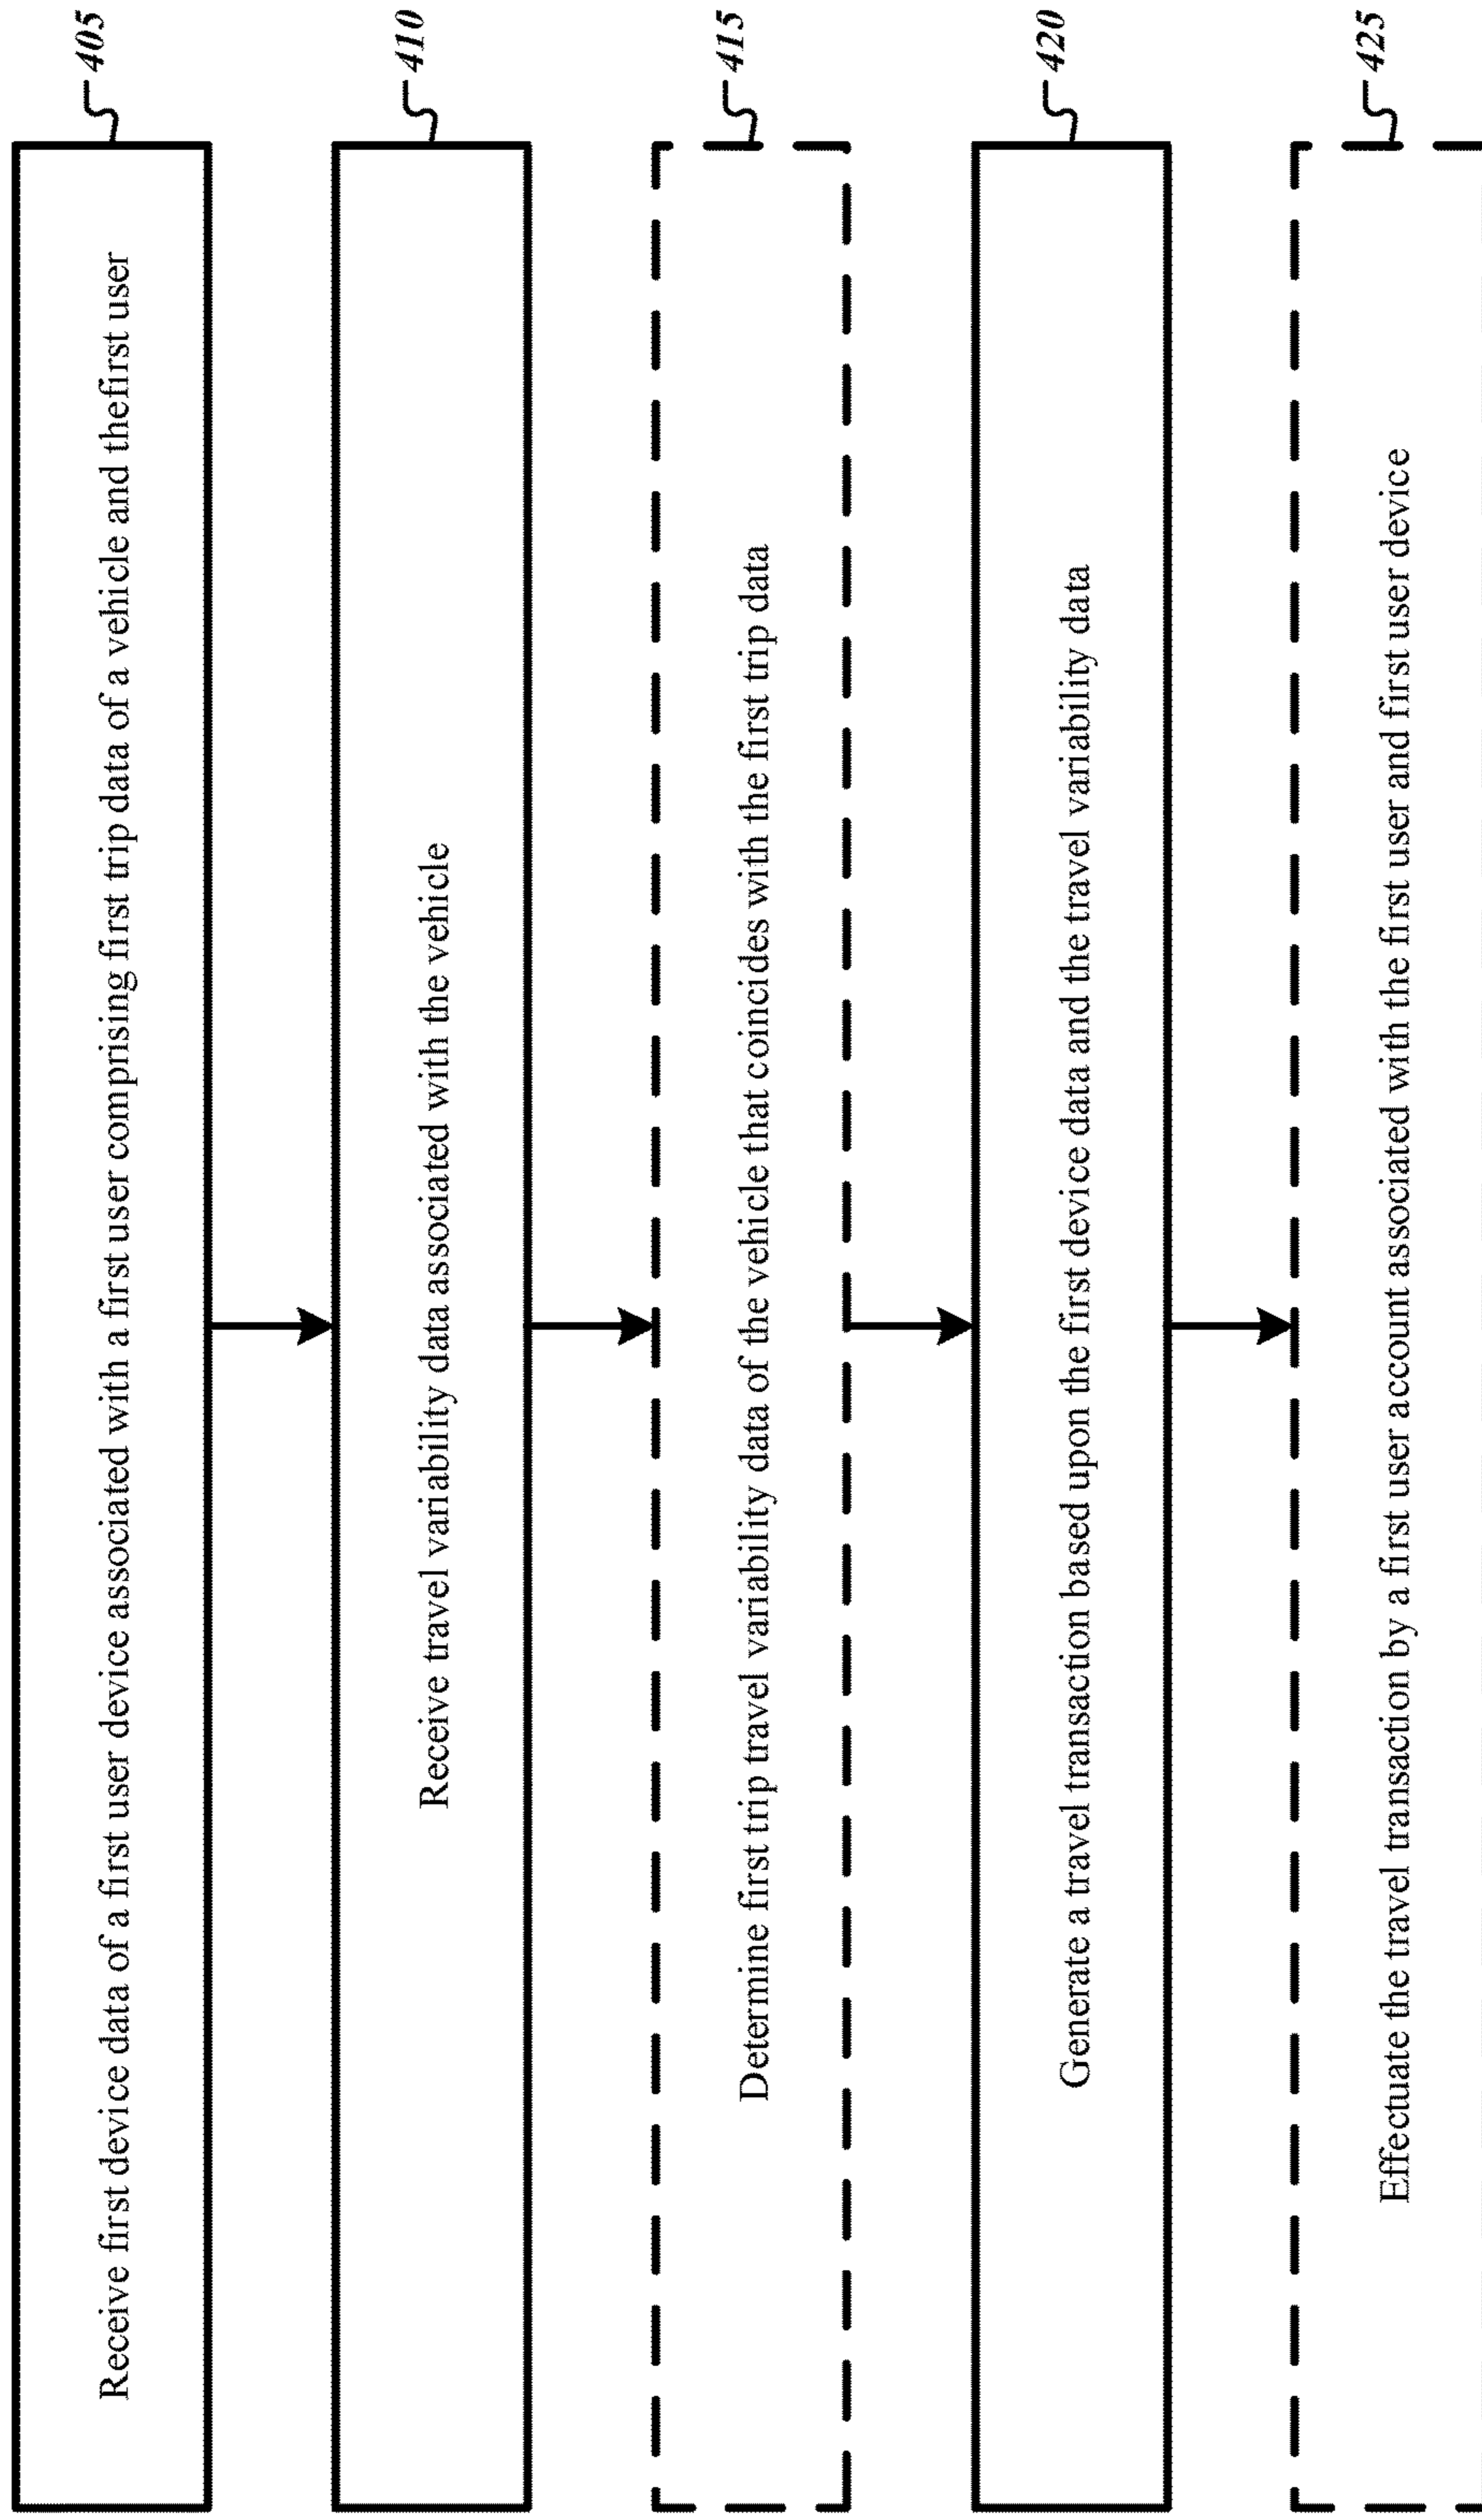 Receive first device data of a first user device associated with a first user comprising first trip data of a vehicle and thefirst user
405
Receive travel variability data associated with the vehicle
410
Determine first trip travel variability data of the vehicle that coincides with the first trip data
415
Generate a travel transaction based upon the first device data and the travel variability data
420
Effectuate the travel transaction by a first user account associated with the first user and first user device
425